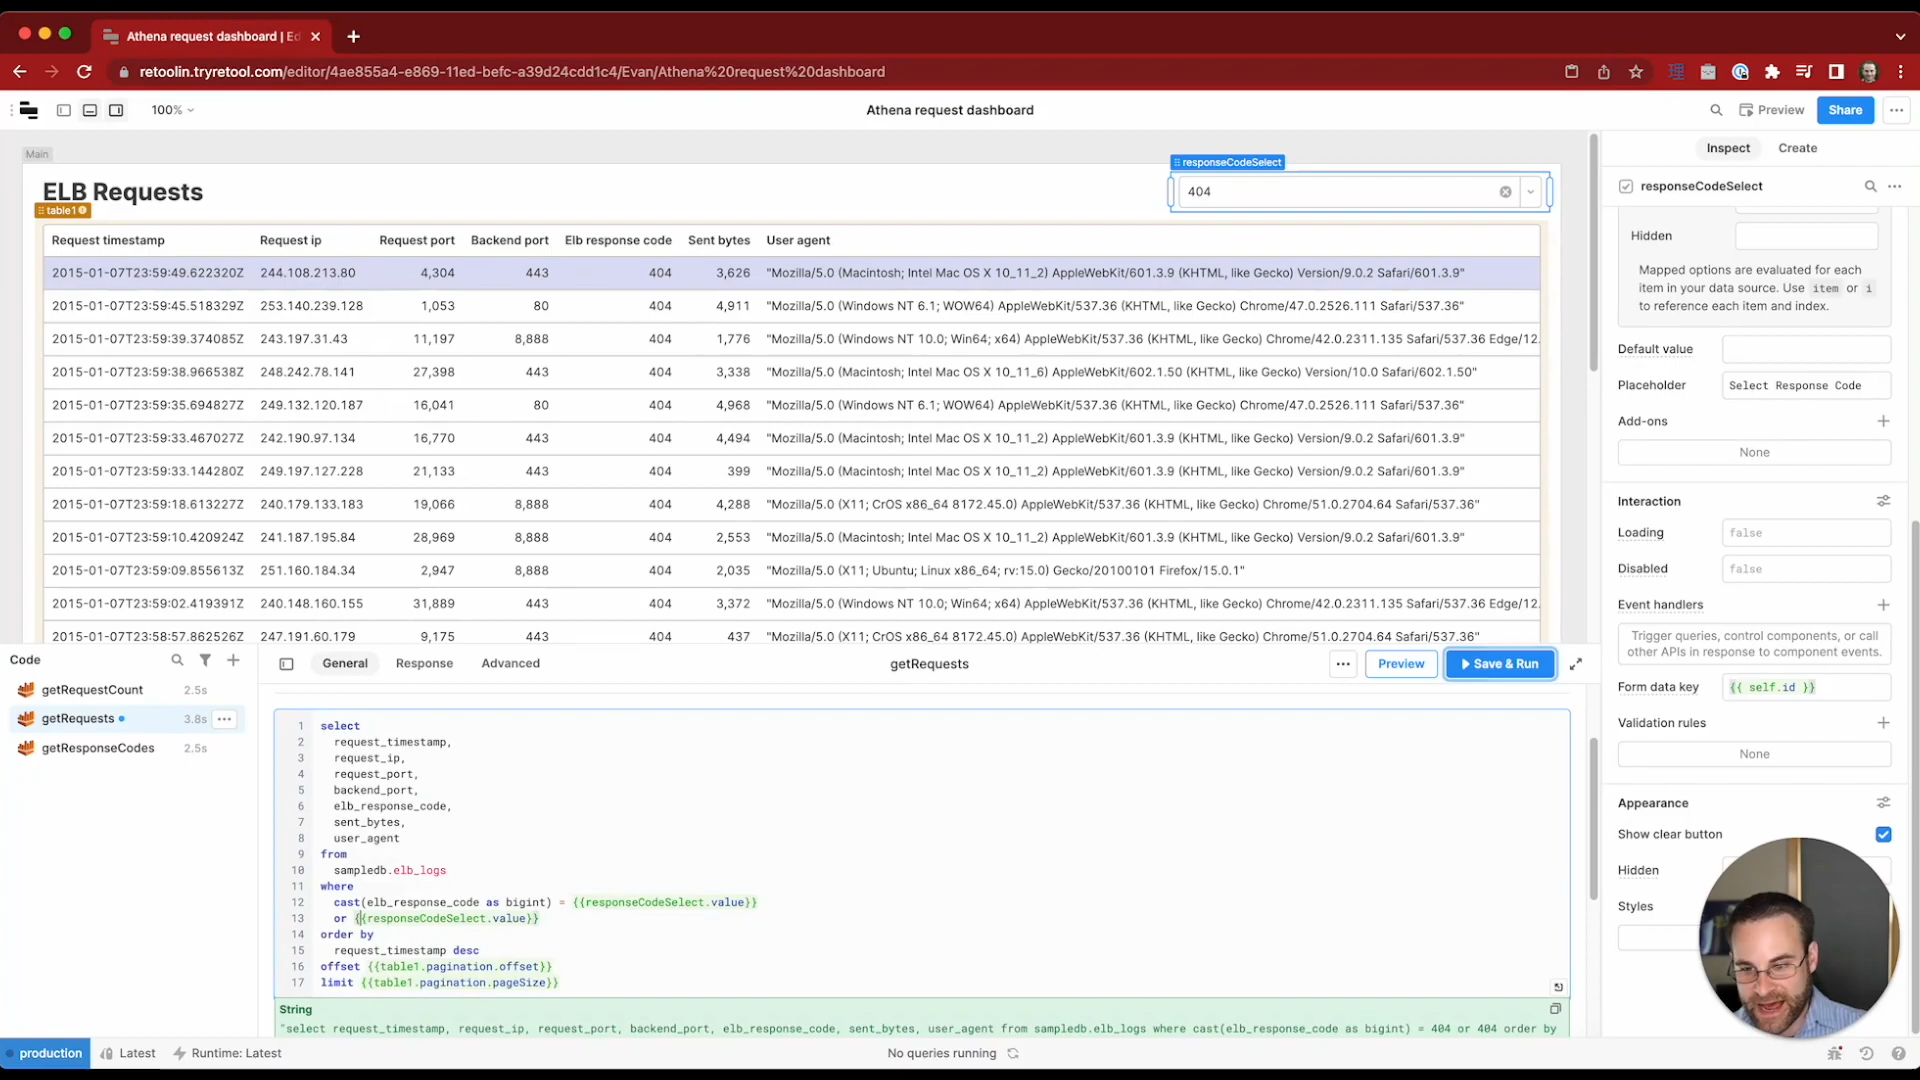 Athena request dashboard | Ed
retoolin.tryretool.com/editor/4ae855a4-e869-11ed-befc-a39d24cdd1c4/Evan/Athena%20request%20dashboard
100%
Athena request dashboard
Preview
Share
Main
ELB Requests
table1
responseCodeSelect
404
Request timestamp Request ip Request port Backend port Elb response code Sent bytes User agent
2015-01-07T23:59:49.622320Z 244.108.213.80 4,304 443 404 3,626 "Mozilla/5.0 (Macintosh; Intel Mac OS X 10_11_2) AppleWebKit/601.3.9 (KHTML, like Gecko) Version/9.0.2 Safari/601.3.9"
2015-01-07T23:59:45.518329Z 253.140.239.128 1,053 80 404 4,911 "Mozilla/5.0 (Windows NT 6.1; WOW64) AppleWebKit/537.36 (KHTML, like Gecko) Chrome/47.0.2526.111 Safari/537.36"
2015-01-07T23:59:39.374085Z 243.197.31.43 11,197 8,888 404 1,776 "Mozilla/5.0 (Windows NT 10.0; Win64; x64) AppleWebKit/537.36 (KHTML, like Gecko) Chrome/42.0.2311.135 Safari/537.36 Edge/12.
2015-01-07T23:59:38.966538Z 248.242.78.141 27,398 443 404 3,338 "Mozilla/5.0 (Macintosh; Intel Mac OS X 10_11_6) AppleWebKit/602.1.50 (KHTML, like Gecko) Version/10.0 Safari/602.1.50"
2015-01-07T23:59:35.694827Z 249.132.120.187 16,041 80 404 4,968 "Mozilla/5.0 (Windows NT 6.1; WOW64) AppleWebKit/537.36 (KHTML, like Gecko) Chrome/47.0.2526.111 Safari/537.36"
2015-01-07T23:59:33.467027Z 242.190.97.134 16,770 443 404 4,494 "Mozilla/5.0 (Macintosh; Intel Mac OS X 10_11_2) AppleWebKit/601.3.9 (KHTML, like Gecko) Version/9.0.2 Safari/601.3.9"
2015-01-07T23:59:33.144280Z 249.197.127.228 21,133 443 404 399 "Mozilla/5.0 (Macintosh; Intel Mac OS X 10_11_2) AppleWebKit/601.3.9 (KHTML, like Gecko) Version/9.0.2 Safari/601.3.9"
2015-01-07T23:59:18.613227Z 240.179.133.183 19,066 8,888 404 4,288 "Mozilla/5.0 (X11; CrOS x86_64 8172.45.0) AppleWebKit/537.36 (KHTML, like Gecko) Chrome/51.0.2704.64 Safari/537.36"
2015-01-07T23:59:10.420924Z 241.187.195.84 28,969 8,888 404 2,553 "Mozilla/5.0 (Macintosh; Intel Mac OS X 10_11_2) AppleWebKit/601.3.9 (KHTML, like Gecko) Version/9.0.2 Safari/601.3.9"
2015-01-07T23:59:09.855613Z 251.160.184.34 2,947 8,888 404 2,035 "Mozilla/5.0 (X11; Ubuntu; Linux x86_64; rv:15.0) Gecko/20100101 Firefox/15.0.1"
2015-01-07T23:59:02.419391Z 240.148.160.155 31,889 443 404 3,372 "Mozilla/5.0 (Windows NT 10.0; Win64; x64) AppleWebKit/537.36 (KHTML, like Gecko) Chrome/42.0.2311.135 Safari/537.36 Edge/12.
2015-01-07T23:58:57.862526Z 247.191.60.179 9,175 443 404 437 "Mozilla/5.0 (X11; CrOS x86_64 8172.45.0) AppleWebKit/537.36 (KHTML, like Gecko) Chrome/51.0.2704.64 Safari/537.36"
Code
getRequestCount 2.5s
getRequests 3.8s
getResponseCodes 2.5s
General Response Advanced
getRequests
Preview
Save & Run
1 select
2 request_timestamp,
3 request_ip,
4 request_port,
5 backend_port,
6 elb_response_code,
7 sent_bytes,
8 user_agent
9 from
10 sampledb.elb_logs
11 where
12 cast(elb_response_code as bigint) = {{responseCodeSelect.value}}
13 or {{responseCodeSelect.value}}
14 order by
15 request_timestamp desc
16 offset {{table1.pagination.offset}}
17 limit {{table1.pagination.pageSize}}
String
"select request_timestamp, request_ip, request_port, backend_port, elb_response_code, sent_bytes, user_agent from sampledb.elb_logs where cast(elb_response_code as bigint) = 404 or 404 order by
Inspect Create
responseCodeSelect
Hidden
Mapped options are evaluated for each
item in your data source. Use item or i
to reference each item and index.
Default value
Placeholder Select Response Code
Add-ons
None
Interaction
Loading false
Disabled false
Event handlers
Trigger queries, control components, or call
other APIs in response to component events.
Form data key {{ self.id }}
Validation rules
None
Appearance
Show clear button
Hidden
Styles
production
Latest
Runtime: Latest
No queries running